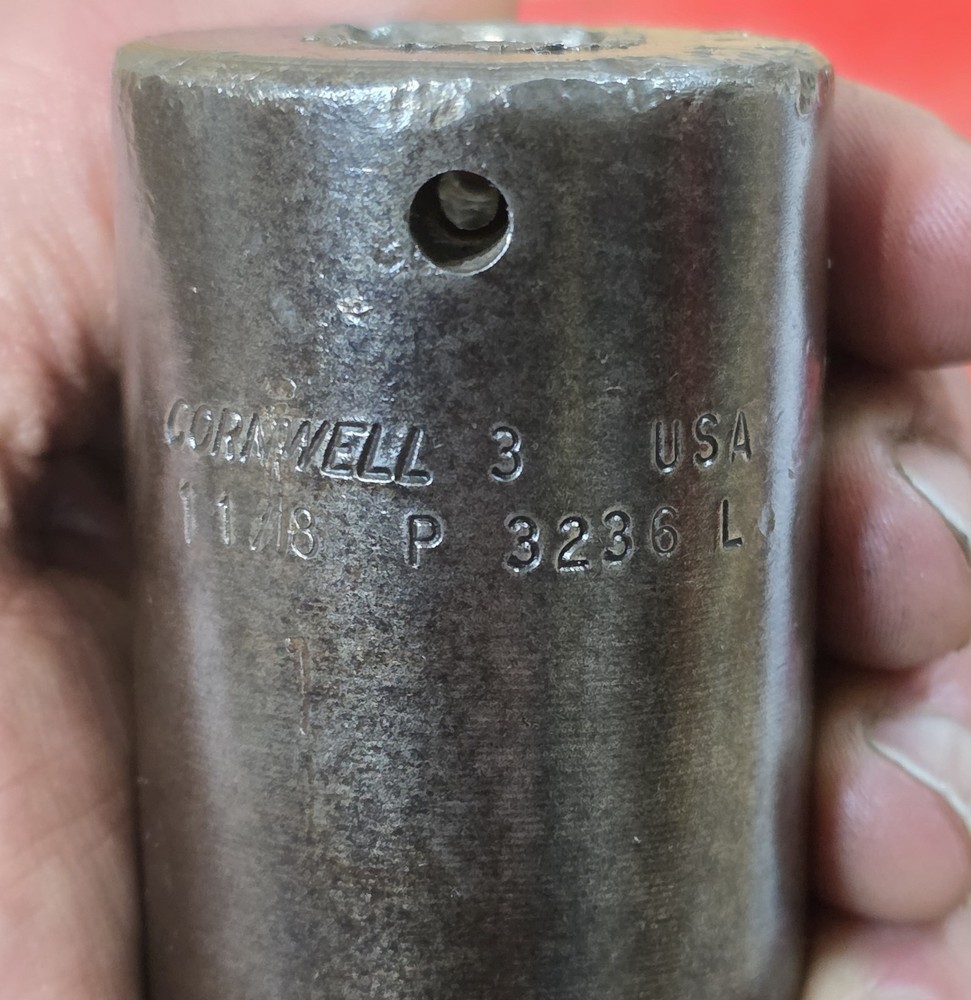 CORNWELL 3 USA
1 1/8 P 3236 L